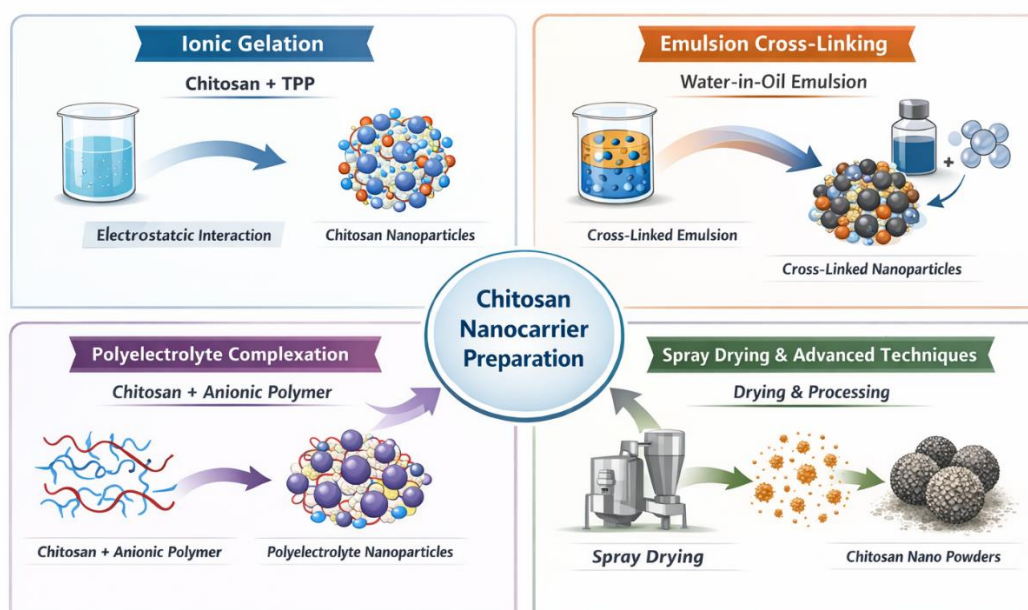 Ionic Gelation
Chitosan + TPP
Electrostatcic Interaction
Chitosan Nanoparticles
Emulsion Cross-Linking
Water-in-Oil Emulsion
+
Cross-Linked Emulsion
Cross-Linked Nanoparticles
Chitosan
Nanocarrier
Preparation
Polyelectrolyte Complexation
Chitosan + Anionic Polymer
Chitosan + Anionic Polymer
Polyelectrolyte Nanoparticles
Spray Drying & Advanced Techniques
Drying & Processing
Spray Drying
Chitosan Nano Powders